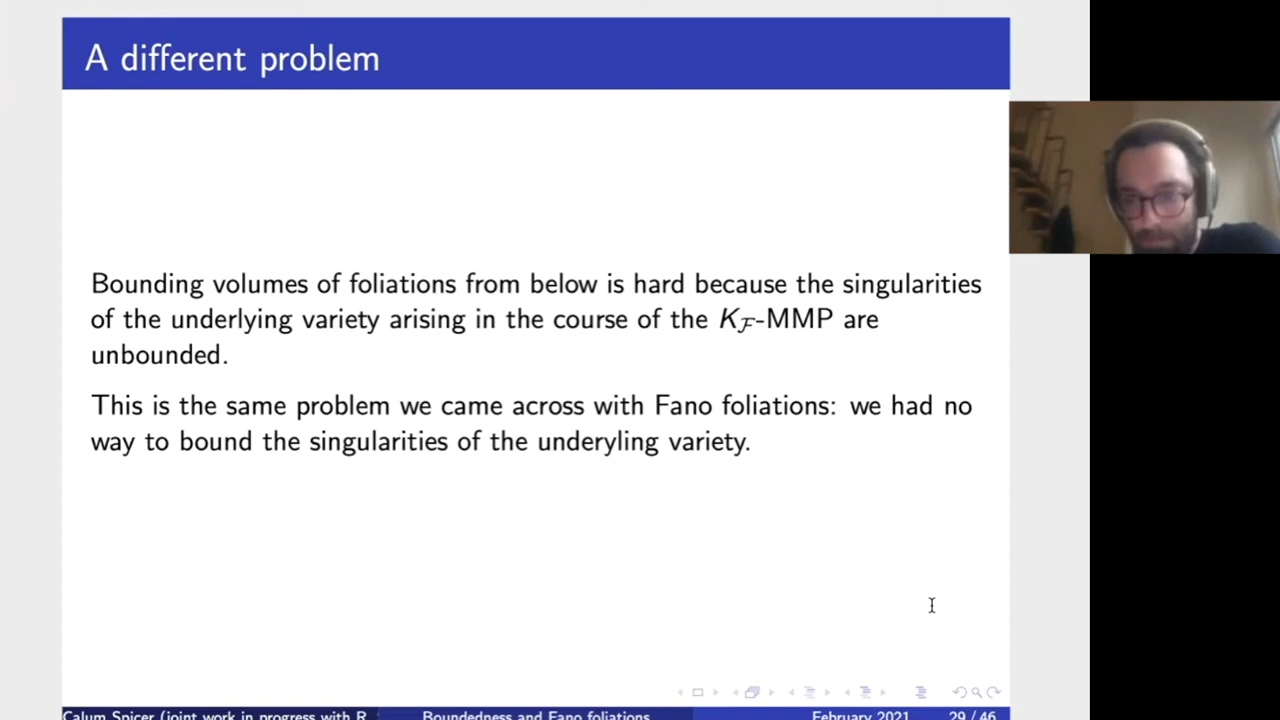 A different problem
Bounding volumes of foliations from below is hard because the singularities
of the underlying variety arising in the course of the K_ℱ-MMP are
unbounded.
This is the same problem we came across with Fano foliations: we had no
way to bound the singularities of the underyling variety.
Calum Spicer (joint work in progress with R. Boundedness and Fano foliations February 2021 29 / 46